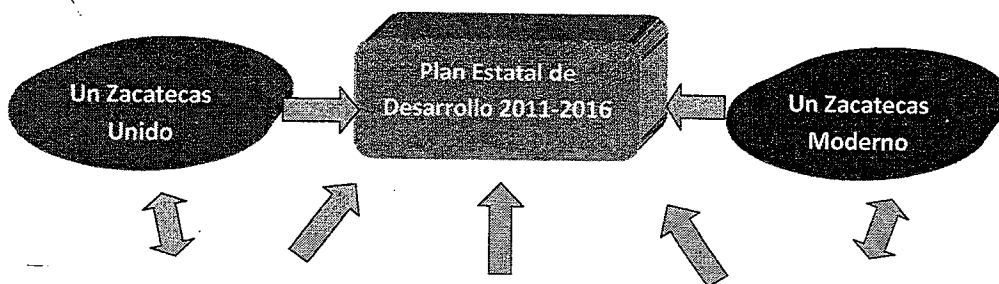 Un Zacatecas
Unido
Plan Estatal de
Desarrollo 2011-2016
Un Zacatecas
Moderno